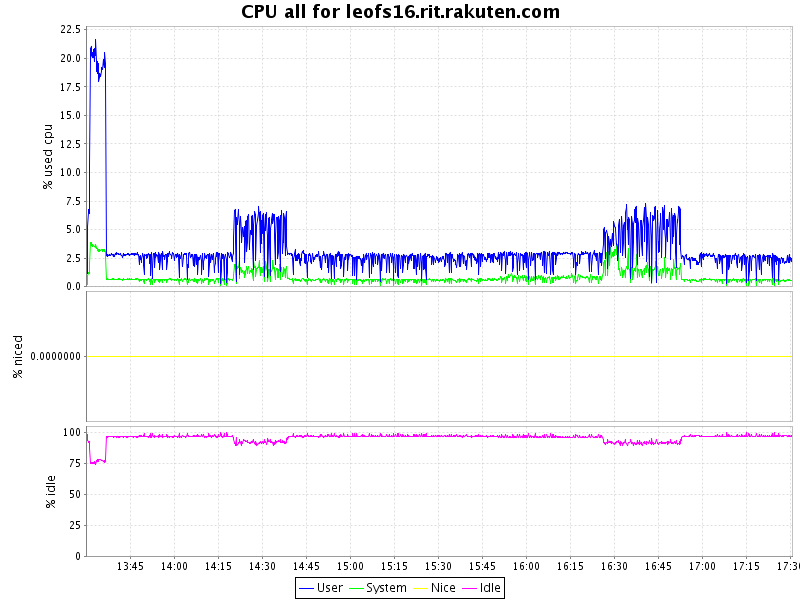 CPU all for leofs16.rit.rakuten.com
% used cpu
22.5
20.0
17.5
15.0
12.5
10.0
7.5
5.0
2.5
0.0
% niced
0.0000000
% idle
100
75
50
25
0
13:45 14:00 14:15 14:30 14:45 15:00 15:15 15:30 15:45 16:00 16:15 16:30 16:45 17:00 17:15 17:30
User System Nice Idle